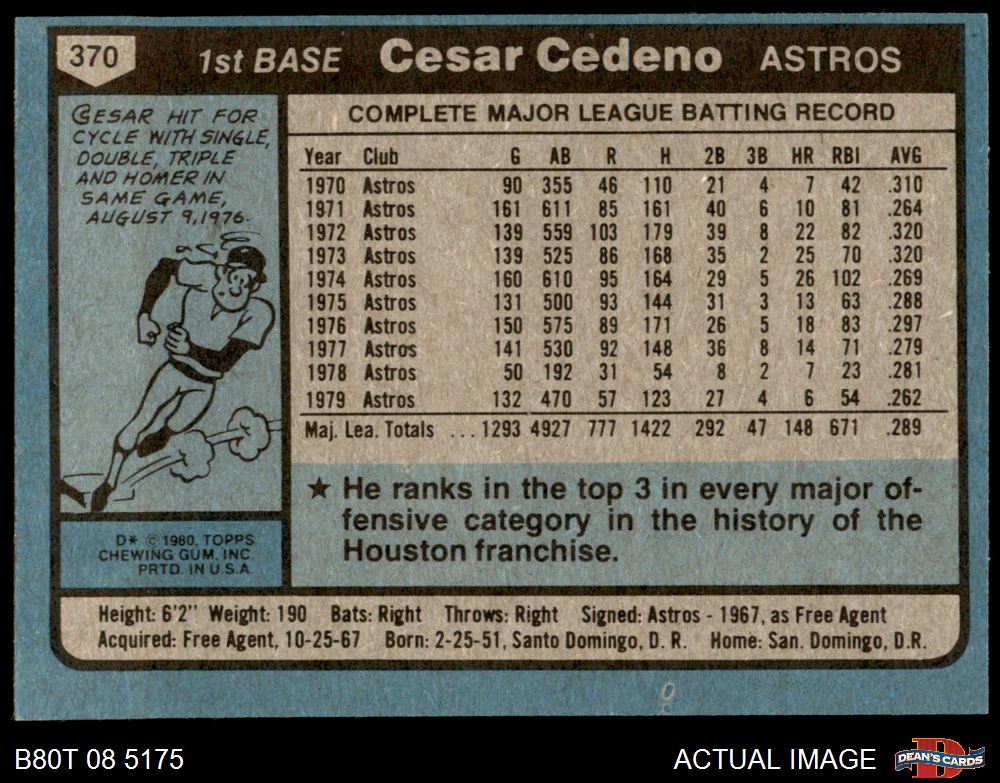 370 1st BASE Cesar Cedeno ASTROS
CESAR HIT FOR
CYCLE WITH SINGLE,
DOUBLE, TRIPLE
AND HOMER IN
SAME GAME,
AUGUST 9, 1976.
D* © 1980, TOPPS
CHEWING GUM, INC.
PRTD. IN U.S.A.
COMPLETE MAJOR LEAGUE BATTING RECORD
Year Club G AB R H 2B 3B HR RBI AVG
1970 Astros 90 355 46 110 21 4 7 42 .310
1971 Astros 161 611 85 161 40 6 10 81 .264
1972 Astros 139 559 103 179 39 8 22 82 .320
1973 Astros 139 525 86 168 35 2 25 70 .320
1974 Astros 160 610 95 164 29 5 26 102 .269
1975 Astros 131 500 93 144 31 3 13 63 .288
1976 Astros 150 575 89 171 26 5 18 83 .297
1977 Astros 141 530 92 148 36 8 14 71 .279
1978 Astros 50 192 31 54 8 2 7 23 .281
1979 Astros 132 470 57 123 27 4 6 54 .262
Maj. Lea. Totals ... 1293 4927 777 1422 292 47 148 671 .289
★ He ranks in the top 3 in every major of-
fensive category in the history of the
Houston franchise.
Height: 6'2" Weight: 190 Bats: Right Throws: Right Signed: Astros - 1967, as Free Agent
Acquired: Free Agent, 10-25-67 Born: 2-25-51, Santo Domingo, D. R. Home: San. Domingo, D.R.
B80T 08 5175 ACTUAL IMAGE DEAN'S CARDS